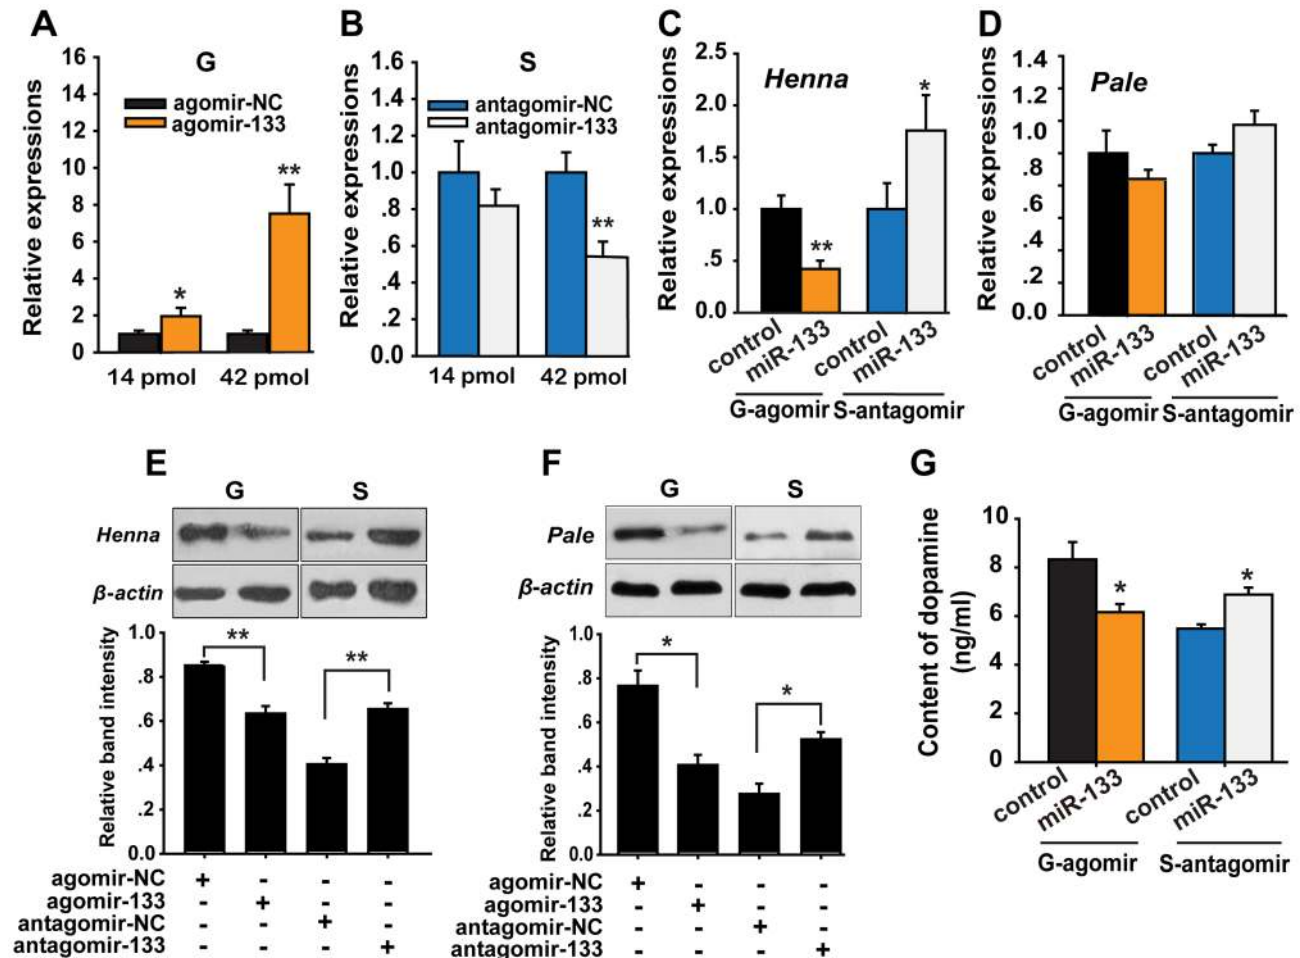 A
G
Relative expressions
16
14
12
10
8
6
4
2
0
agomir-NC
agomir-133
*
**
14 pmol
42 pmol
B
S
Relative expressions
1.6
1.4
1.2
1.0
.8
.6
.4
.2
0.0
antagomir-NC
antagomir-133
**
14 pmol
42 pmol
C
Henna
Relative expressions
2.5
2.0
1.5
1.0
.5
0.0
**
*
control
miR-133
control
miR-133
G-agomir
S-antagomir
D
Pale
Relative expressions
1.4
1.2
1.0
.8
.6
.4
.2
0.0
control
miR-133
control
miR-133
G-agomir
S-antagomir
E
G
S
Henna
β-actin
Relative band intensity
1.0
.8
.6
.4
.2
0.0
**
**
agomir-NC + - - -
agomir-133 - + - -
antagomir-NC - - + -
antagomir-133 - - - +
F
G
S
Pale
β-actin
Relative band intensity
1.0
.8
.6
.4
.2
0.0
*
*
agomir-NC + - - -
agomir-133 - + - -
antagomir-NC - - + -
antagomir-133 - - - +
G
Content of dopamine
(ng/ml)
10
8
6
4
2
0
*
*
control
miR-133
control
miR-133
G-agomir
S-antagomir